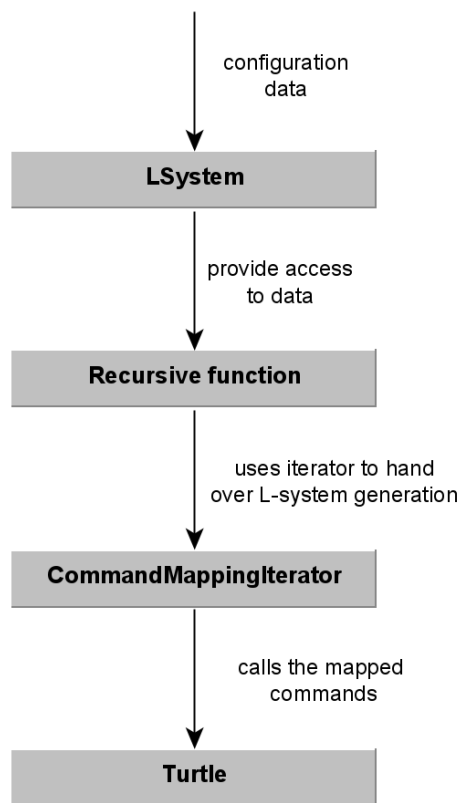 configuration
data
LSystem
provide access
to data
Recursive function
uses iterator to hand
over L-system generation
CommandMappingIterator
calls the mapped
commands
Turtle